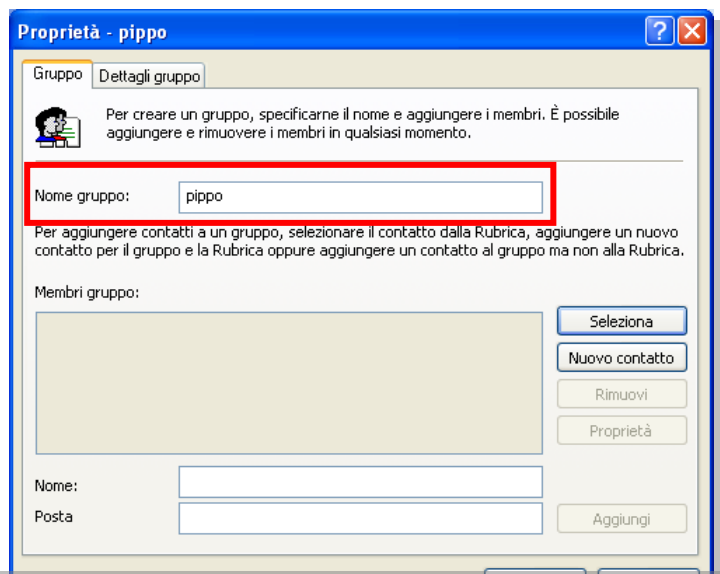 Proprietà - pippo
Gruppo
Dettagli gruppo
Per creare un gruppo, specificarne il nome e aggiungere i membri. È possibile
aggiungere e rimuovere i membri in qualsiasi momento.
Nome gruppo:
pippo
Per aggiungere contatti a un gruppo, selezionare il contatto dalla Rubrica, aggiungere un nuovo
contatto per il gruppo e la Rubrica oppure aggiungere un contatto al gruppo ma non alla Rubrica.
Membri gruppo:
Seleziona
Nuovo contatto
Rimuovi
Proprietà
Nome:
Posta
Aggiungi